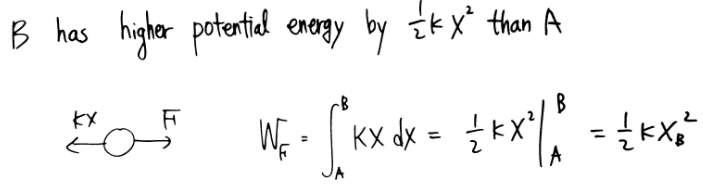 B has higher potential energy by ½kx² than A
kx F W_F = ∫_A^B kx dx = ½kx²|_A^B = ½kx_B²